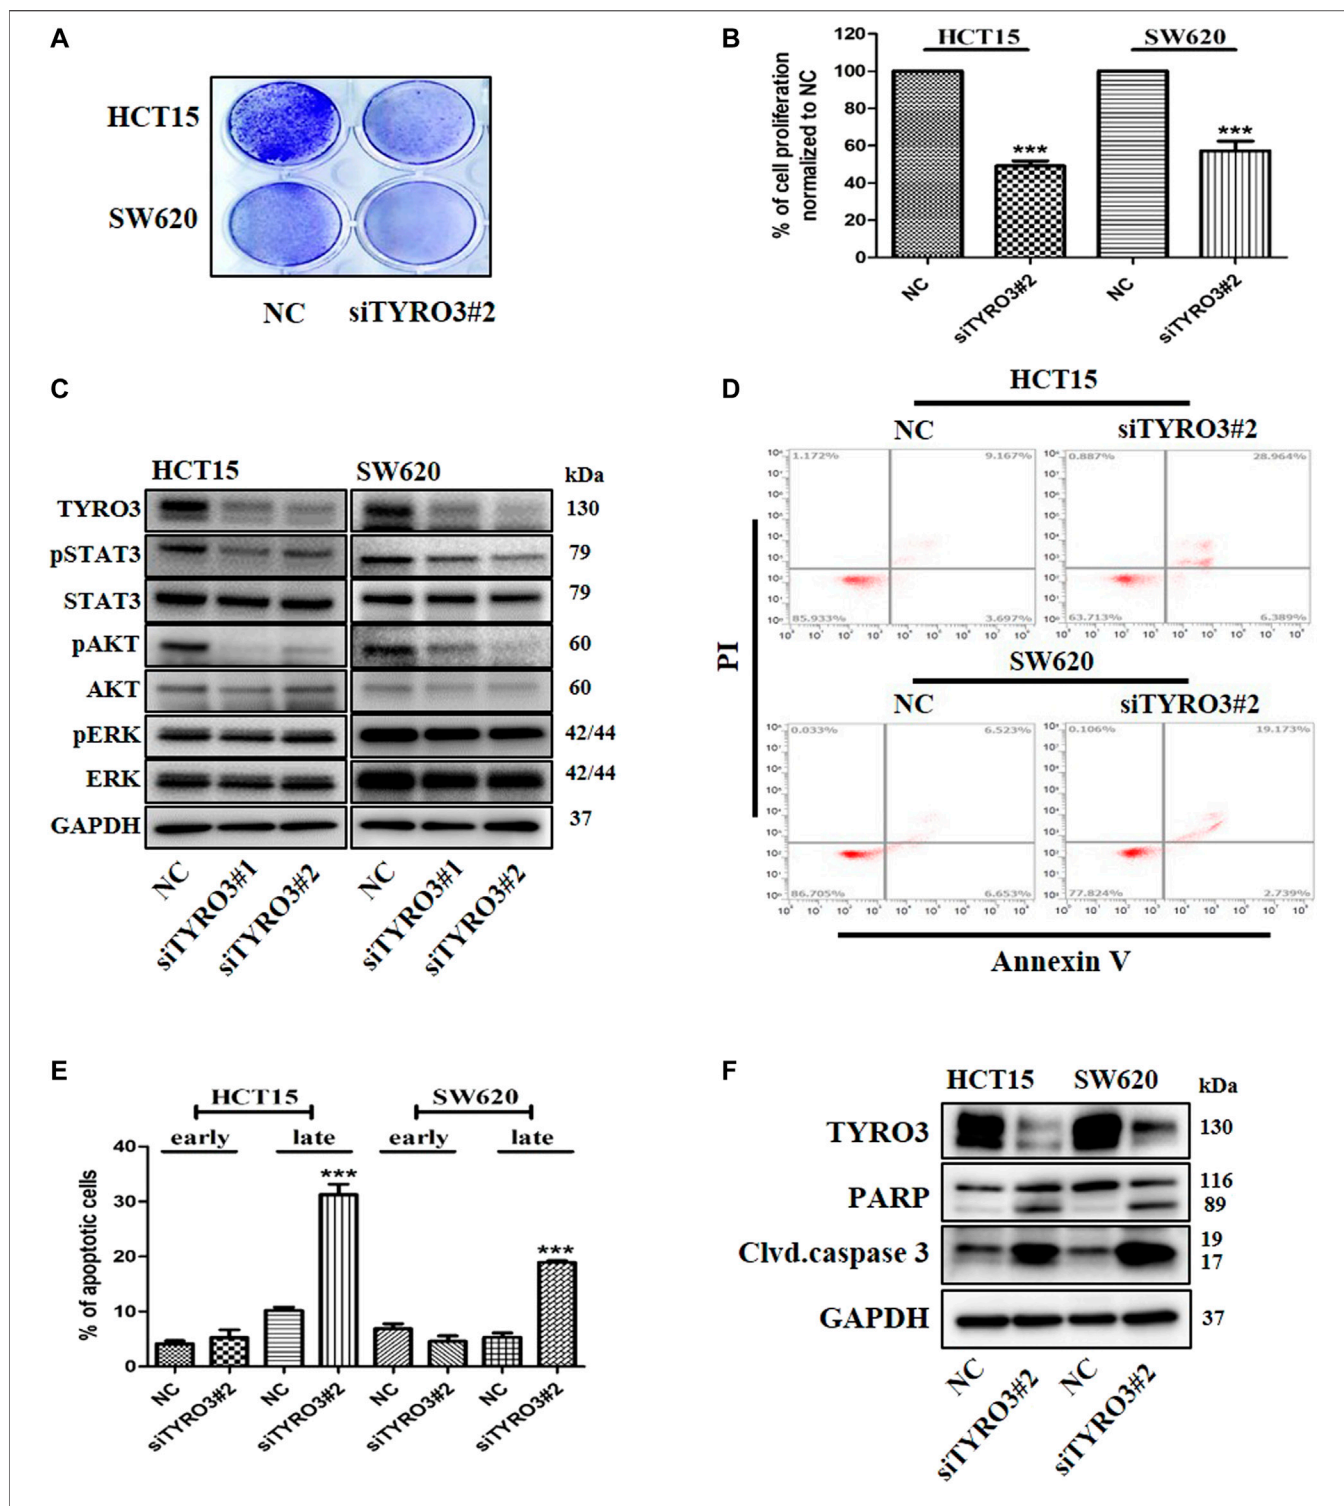 A
HCT15
SW620
NC siTYRO3#2
B
HCT15 SW620
% of cell proliferation
normalized to NC
120
100
80
60
40
20
0
*** ***
NC siTYRO3#2 NC siTYRO3#2
C
HCT15 SW620 kDa
TYRO3 130
pSTAT3 79
STAT3 79
pAKT 60
AKT 60
pERK 42/44
ERK 42/44
GAPDH 37
NC siTYRO3#1 siTYRO3#2 NC siTYRO3#1 siTYRO3#2
D
HCT15
NC siTYRO3#2
1.172% 9.167% 0.887% 28.964%
85.933% 3.697% 63.713% 6.389%
PI
SW620
NC siTYRO3#2
0.033% 6.523% 0.106% 19.173%
86.705% 6.653% 77.824% 2.739%
Annexin V
E
HCT15 SW620
early late early late
% of apoptotic cells
40
30
20
10
0
*** ***
NC siTYRO3#2 NC siTYRO3#2 NC siTYRO3#2 NC siTYRO3#2
F
HCT15 SW620 kDa
TYRO3 130
PARP 116
89
Clvd.caspase 3 19
17
GAPDH 37
NC siTYRO3#2 NC siTYRO3#2